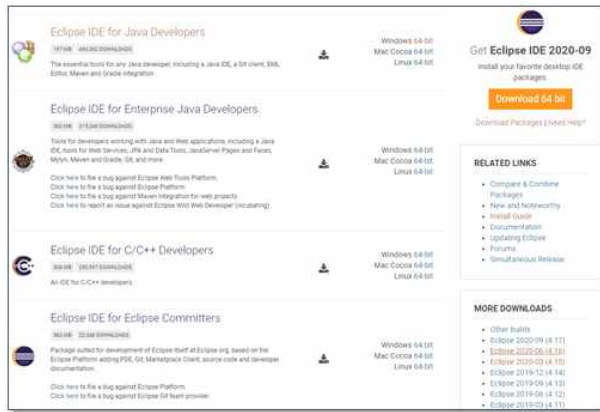 Eclipse IDE for Java Developers
The essential tools for any Java developer, including a Java IDE, a Git client, XML
Editor, Maven and Gradle integration
Windows 64-bit
Mac Cocoa 64-bit
Linux 64-bit
Eclipse IDE for Enterprise Java Developers
Tools for developers working with Java and Web applications, including a Java
IDE, tools for Web Services, JPA and Data Tools, JavaServer Pages and Faces,
Mylyn, Maven and Gradle, Git, and more.
Click here to file a bug against Eclipse Web Tools Platform.
Click here to file a bug against Eclipse Platform.
Click here to file a bug against Maven integration for web projects.
Click here to report an issue against Eclipse Wild Web Developer (incubating).
Windows 64-bit
Mac Cocoa 64-bit
Linux 64-bit
Eclipse IDE for C/C++ Developers
An IDE for C/C++ developers.
Windows 64-bit
Mac Cocoa 64-bit
Linux 64-bit
Eclipse IDE for Eclipse Committers
Package suited for development of Eclipse itself at Eclipse.org; based on the
Eclipse Platform adding PDE, Git, Marketplace Client, source code and developer
documentation.
Click here to file a bug against Eclipse Platform.
Click here to file a bug against Eclipse Git team provider.
Windows 64-bit
Mac Cocoa 64-bit
Linux 64-bit
Get Eclipse IDE 2020-09
Install your favorite desktop IDE
packages.
Download 64 bit
Download Packages | Need Help?
RELATED LINKS
Compare & Combine
Packages
New and Noteworthy
Install Guide
Documentation
Updating Eclipse
Forums
Simultaneous Release
MORE DOWNLOADS
Other builds
Eclipse 2020-09 (4.17)
Eclipse 2020-06 (4.16)
Eclipse 2020-03 (4.15)
Eclipse 2019-12 (4.14)
Eclipse 2019-09 (4.13)
Eclipse 2019-06 (4.12)
Eclipse 2019-03 (4.11)